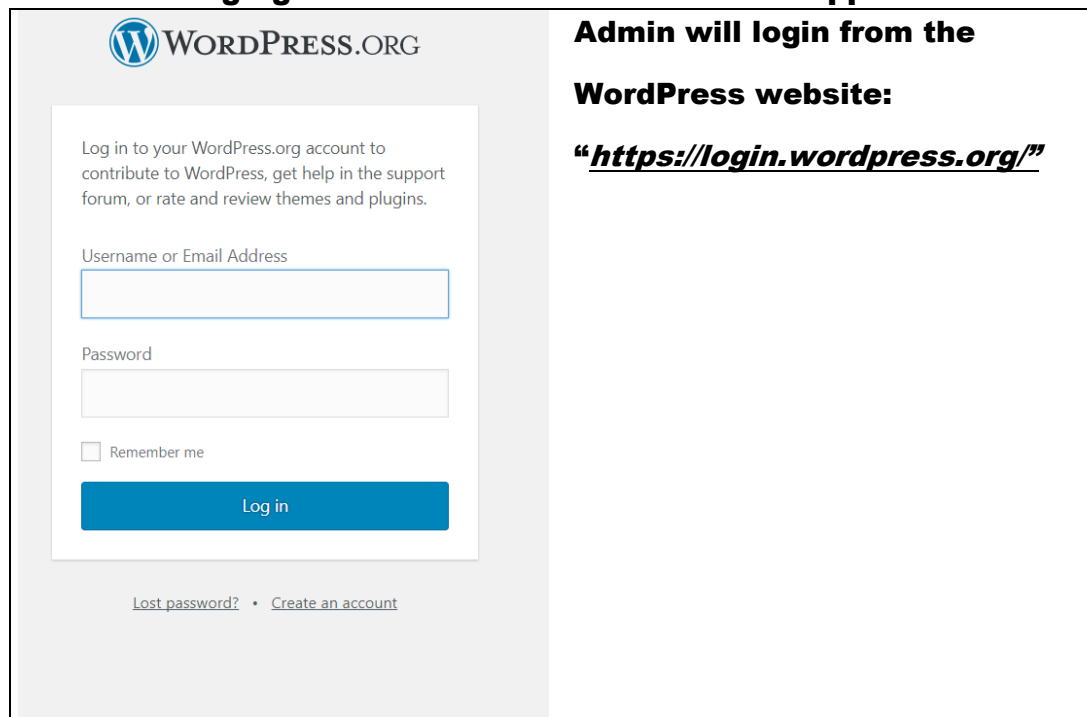 WORDPRESS.ORG
Log in to your WordPress.org account to
contribute to WordPress, get help in the support
forum, or rate and review themes and plugins.
Username or Email Address
Password
Remember me
Log in
Lost password? • Create an account
Admin will login from the
WordPress website:
“https://login.wordpress.org/”